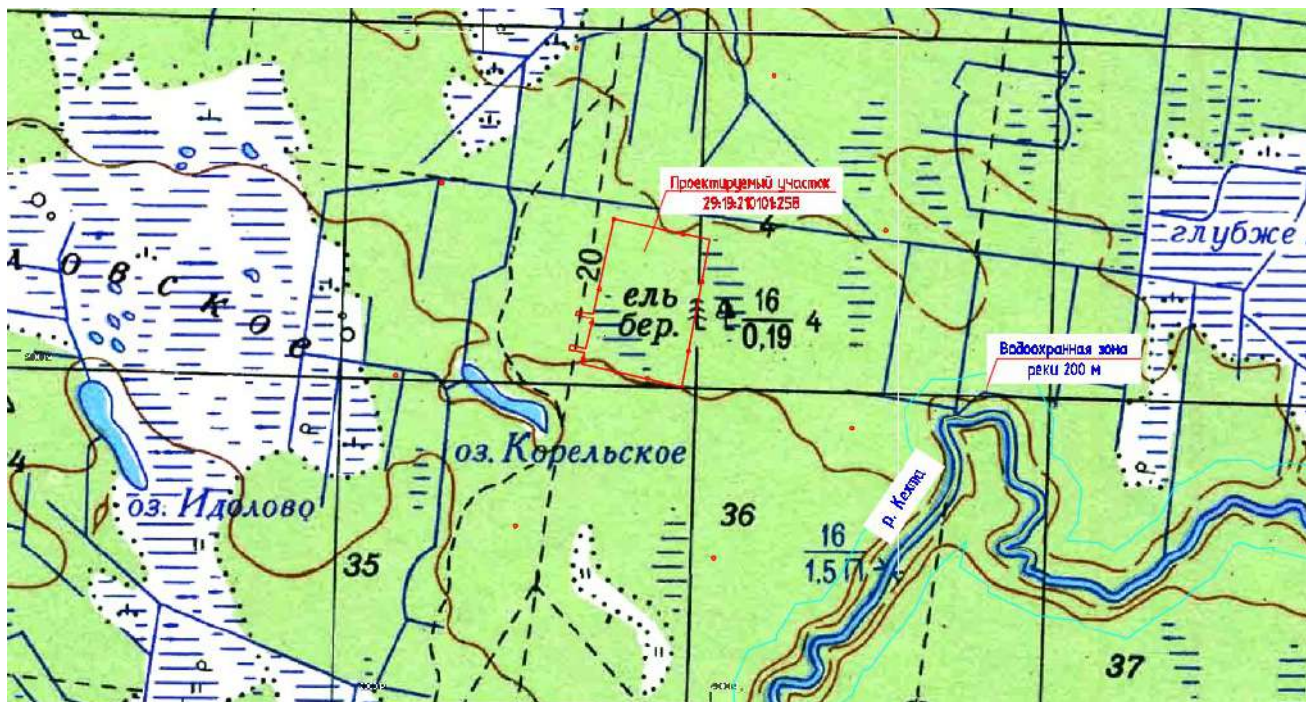 Проектируемый участок
29:19:210101:258
4
глубже
овское
20
ель
бер.
16
0,19
4
Водоохранная зона
реки 200 м
4
оз. Корельское
оз. Идолово
р. Кехта
36
35
16
1.5 П
37